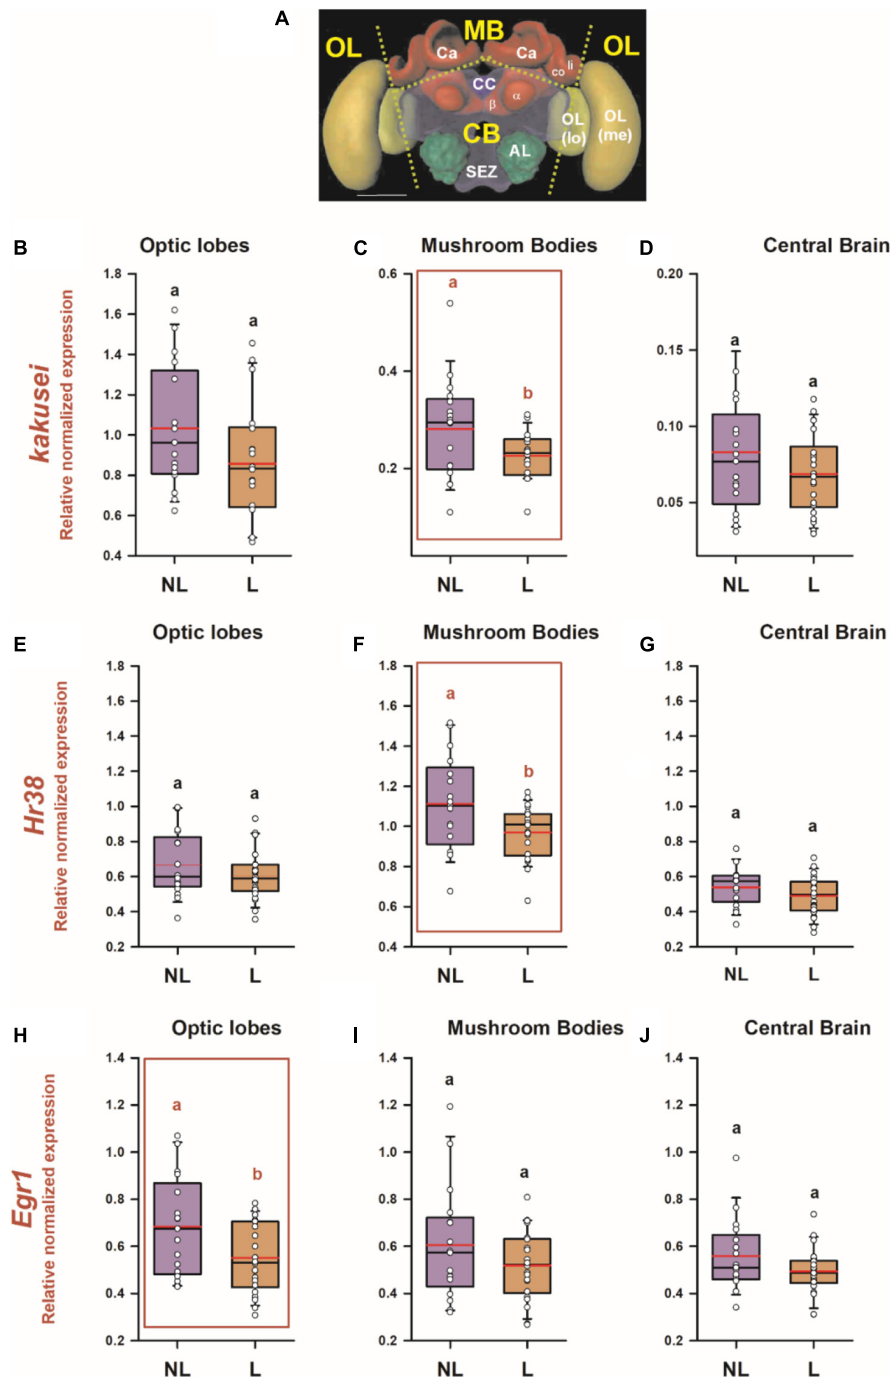 A
MB
OL OL
Ca Ca
co li
CC
β α
CB
OL (lo)
OL (me)
AL
SEZ
B Optic lobes
C Mushroom Bodies
D Central Brain
kakusei
Relative normalized expression
1.8
1.6
1.4
1.2
1.0
0.8
0.6
0.4
a a
NL L
0.6
0.4
0.2
a b
NL L
0.20
0.15
0.10
0.05
a a
NL L
E Optic lobes
F Mushroom Bodies
G Central Brain
Hr38
Relative normalized expression
1.8
1.6
1.4
1.2
1.0
0.8
0.6
0.4
0.2
a a
NL L
1.8
1.6
1.4
1.2
1.0
0.8
0.6
0.4
a b
NL L
1.8
1.6
1.4
1.2
1.0
0.8
0.6
0.4
0.2
a a
NL L
H Optic lobes
I Mushroom Bodies
J Central Brain
Egr1
Relative normalized expression
1.4
1.2
1.0
0.8
0.6
0.4
0.2
a b
NL L
1.4
1.2
1.0
0.8
0.6
0.4
0.2
a a
NL L
1.4
1.2
1.0
0.8
0.6
0.4
0.2
a a
NL L